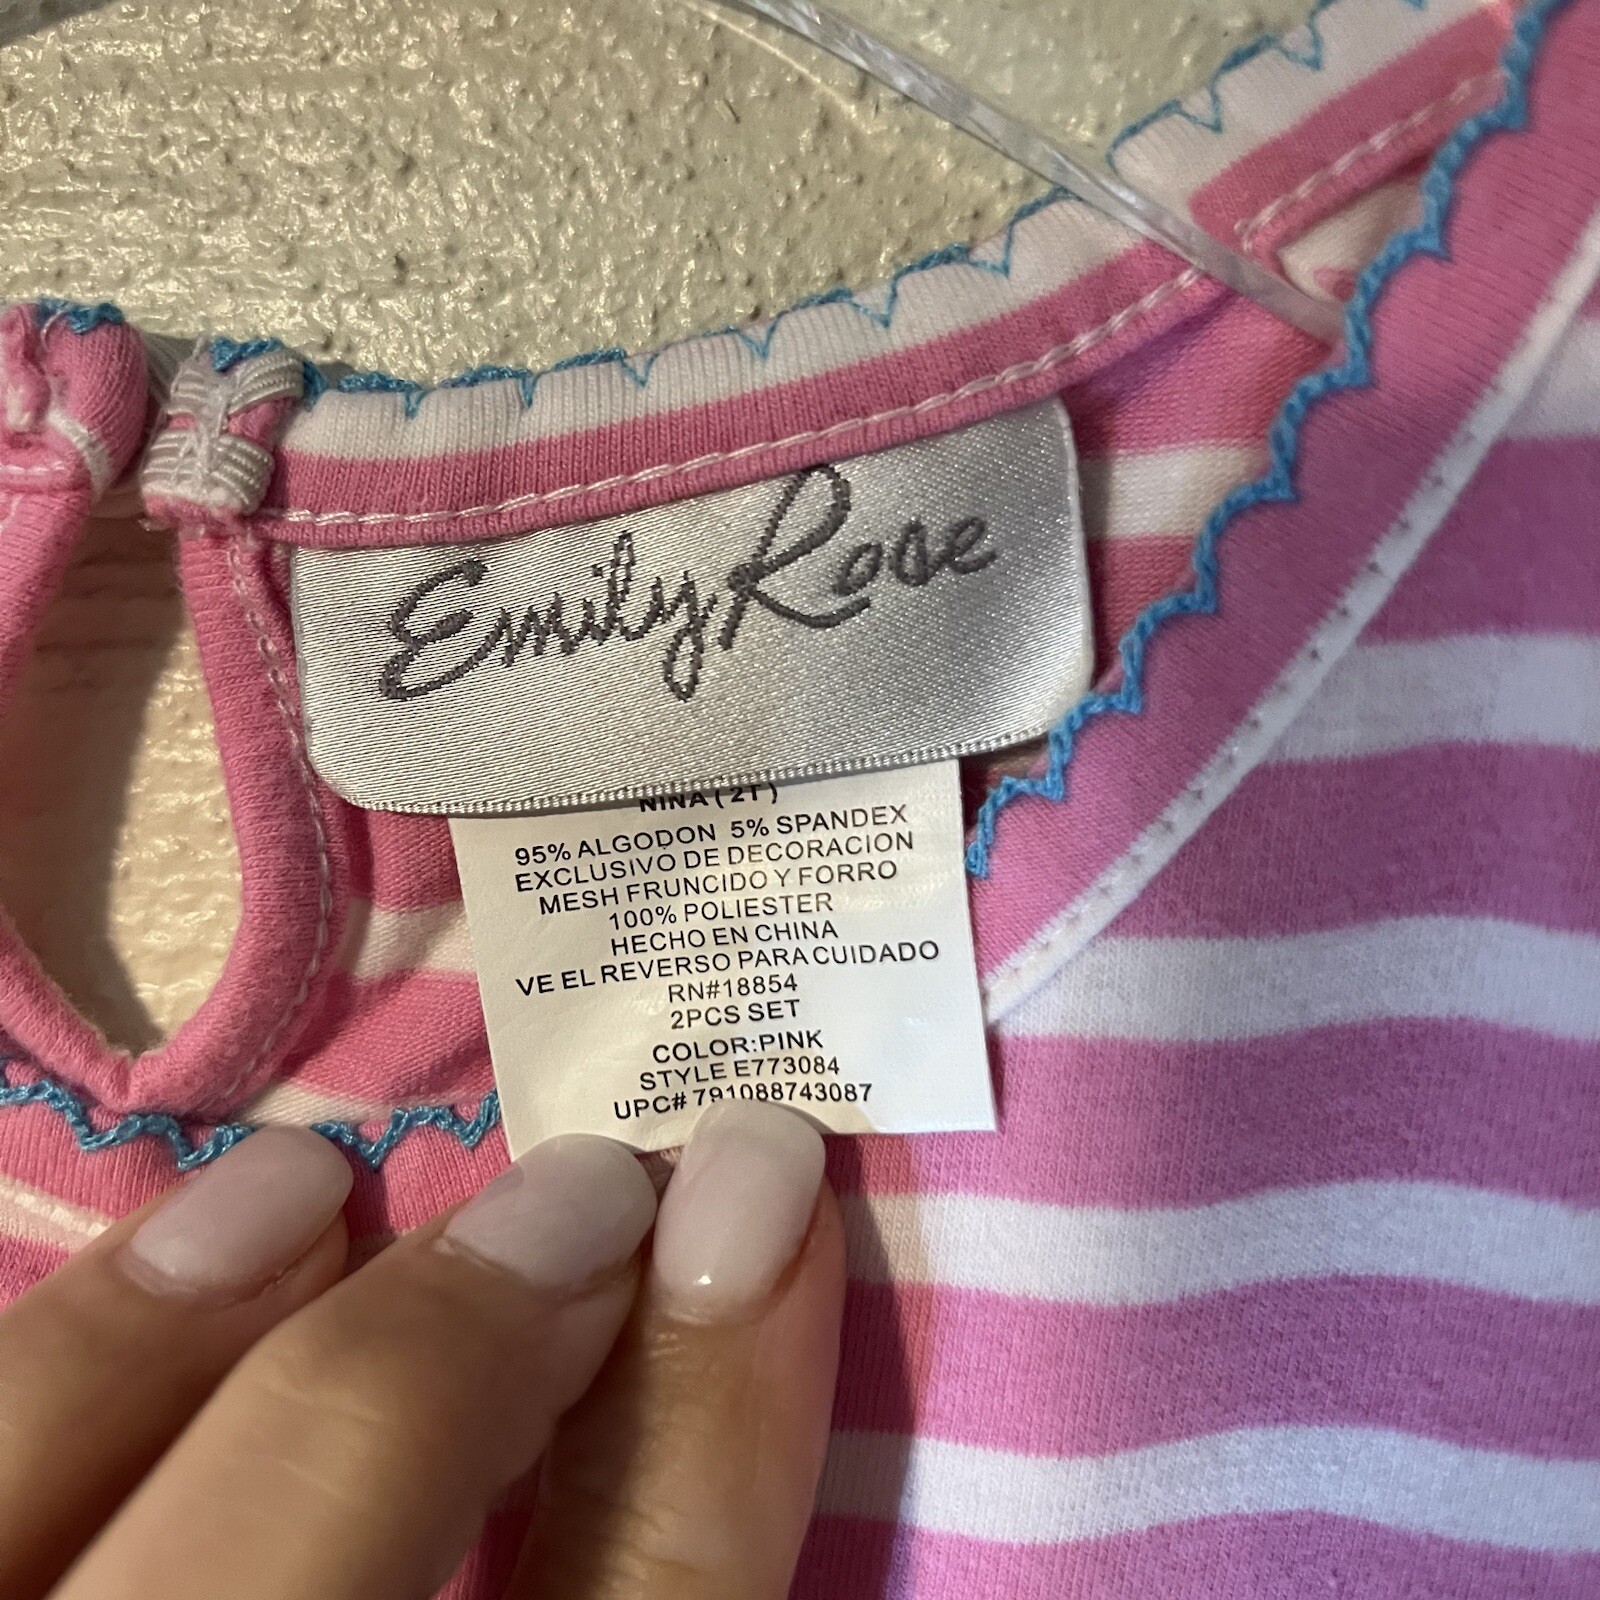 Emily Rose
NINA (2T)
95% ALGODON 5% SPANDEX
EXCLUSIVO DE DECORACION
MESH FRUNCIDO Y FORRO
100% POLIESTER
HECHO EN CHINA
VE EL REVERSO PARA CUIDADO
RN#18854
2PCS SET
COLOR:PINK
STYLE E773084
UPC# 791088743087